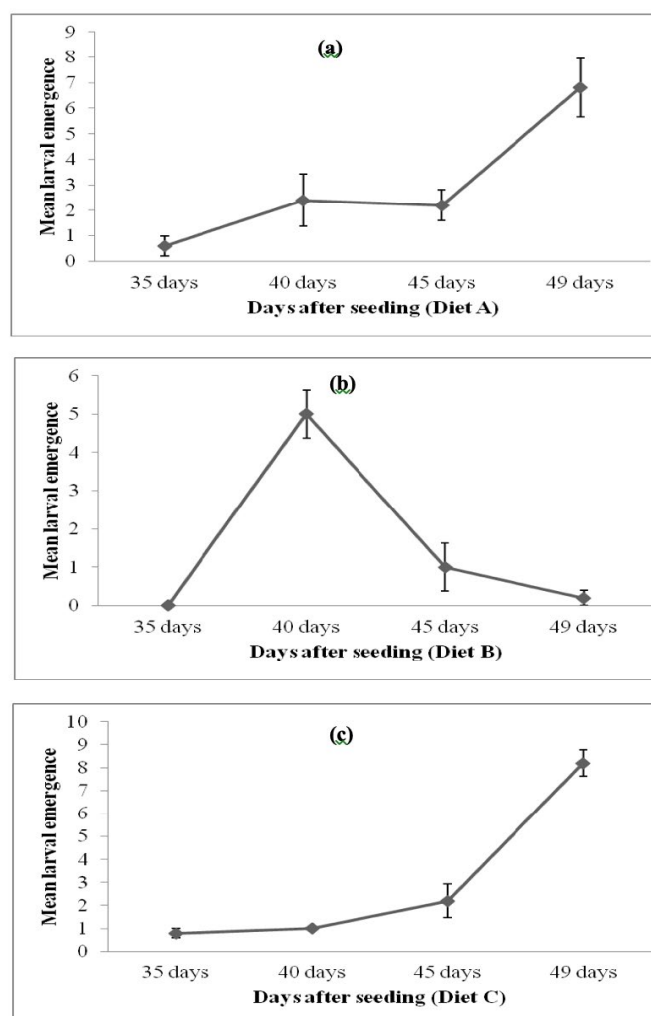 (a)
Mean larval emergence
9
8
7
6
5
4
3
2
1
0
35 days 40 days 45 days 49 days
Days after seeding (Diet A)
(b)
Mean larval emergence
6
5
4
3
2
1
0
35 days 40 days 45 days 49 days
Days after seeding (Diet B)
(c)
Mean larval emergence
10
9
8
7
6
5
4
3
2
1
0
35 days 40 days 45 days 49 days
Days after seeding (Diet C)